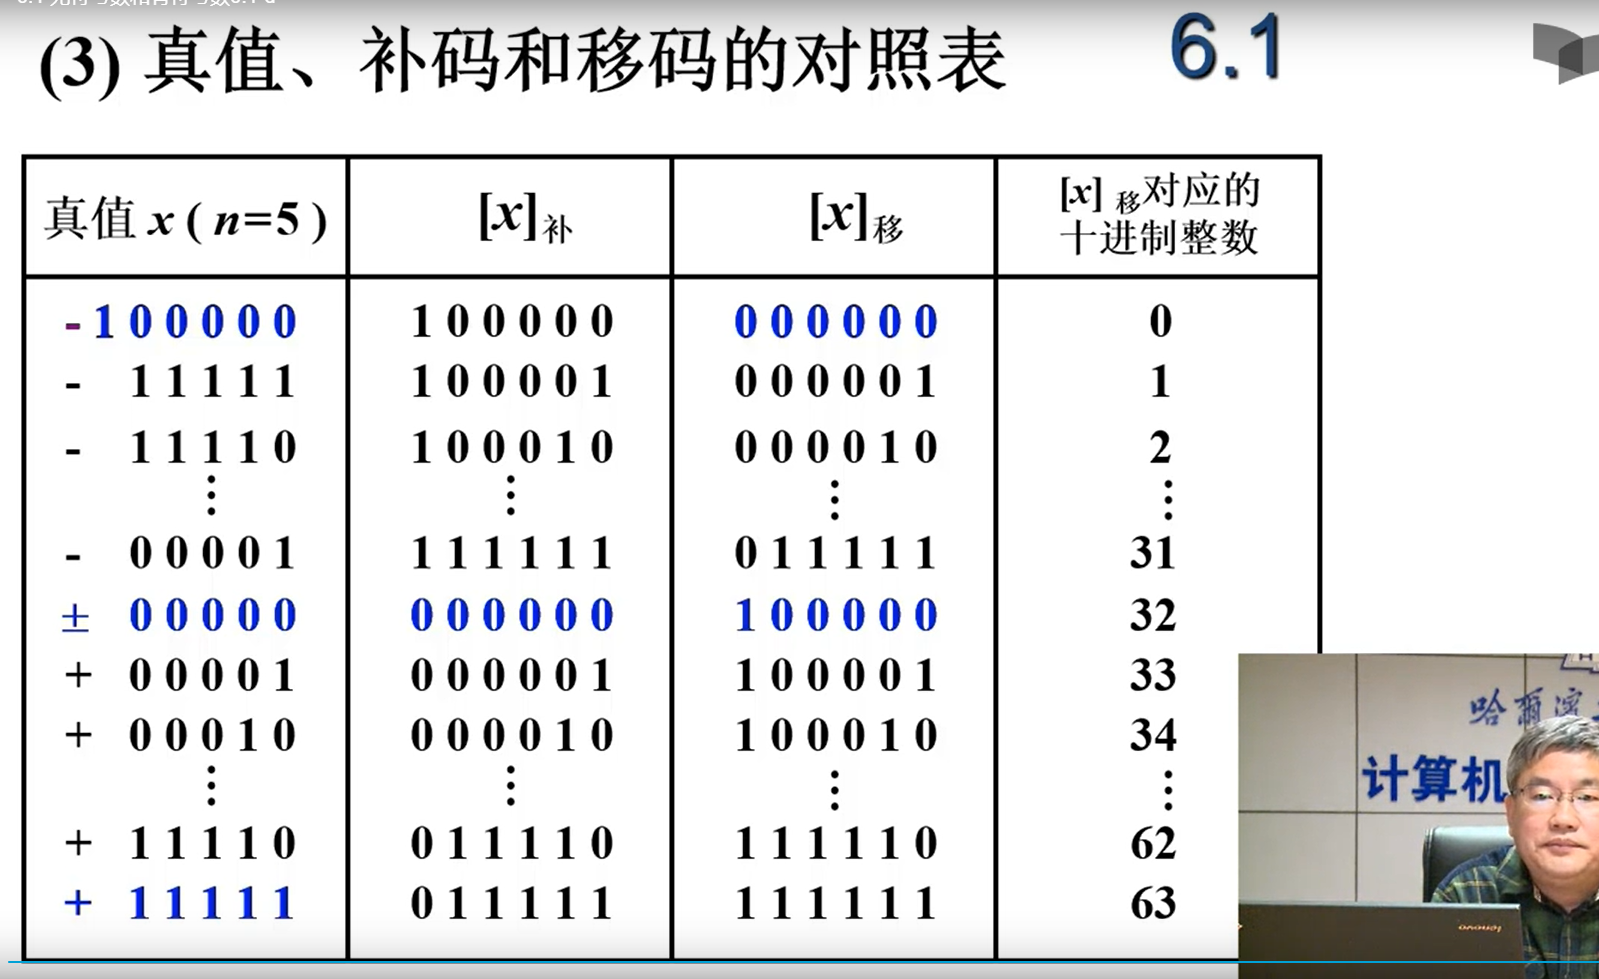 (3) 真值、补码和移码的对照表 6.1
真值 x ( n=5 ) [x]补 [x]移 [x] 移对应的
十进制整数
- 1 0 0 0 0 0 1 0 0 0 0 0 0 0 0 0 0 0 0
- 1 1 1 1 1 1 0 0 0 0 1 0 0 0 0 0 1 1
- 1 1 1 1 0 1 0 0 0 1 0 0 0 0 0 1 0 2
⋮ ⋮ ⋮ ⋮
- 0 0 0 0 1 1 1 1 1 1 1 0 1 1 1 1 1 31
± 0 0 0 0 0 0 0 0 0 0 0 1 0 0 0 0 0 32
+ 0 0 0 0 1 0 0 0 0 0 1 1 0 0 0 0 1 33
+ 0 0 0 1 0 0 0 0 0 1 0 1 0 0 0 1 0 34
⋮ ⋮ ⋮ ⋮
+ 1 1 1 1 0 0 1 1 1 1 0 1 1 1 1 1 0 62
+ 1 1 1 1 1 0 1 1 1 1 1 1 1 1 1 1 1 63
哈爾濱
计算机
lenovo